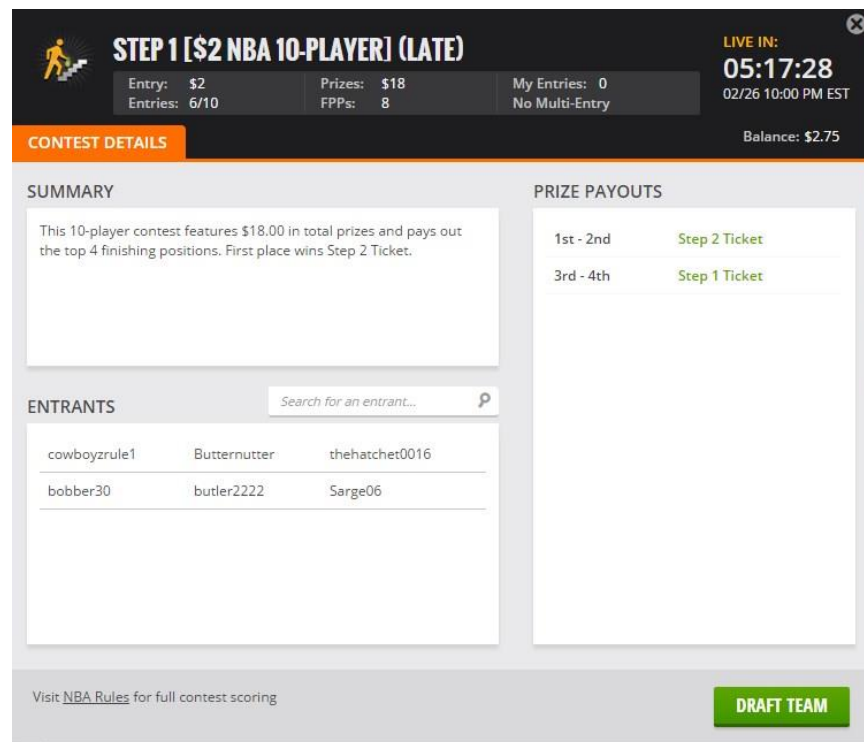 STEP 1 [$2 NBA 10-PLAYER] (LATE)
Entry: $2 Prizes: $18 My Entries: 0
Entries: 6/10 FPPs: 8 No Multi-Entry
LIVE IN:
05:17:28
02/26 10:00 PM EST
CONTEST DETAILS
Balance: $2.75
SUMMARY
This 10-player contest features $18.00 in total prizes and pays out
the top 4 finishing positions. First place wins Step 2 Ticket.
PRIZE PAYOUTS
1st - 2nd Step 2 Ticket
3rd - 4th Step 1 Ticket
ENTRANTS
Search for an entrant...
cowboyzrule1 Butternutter thehatchet0016
bobber30 butler2222 Sarge06
Visit NBA Rules for full contest scoring
DRAFT TEAM